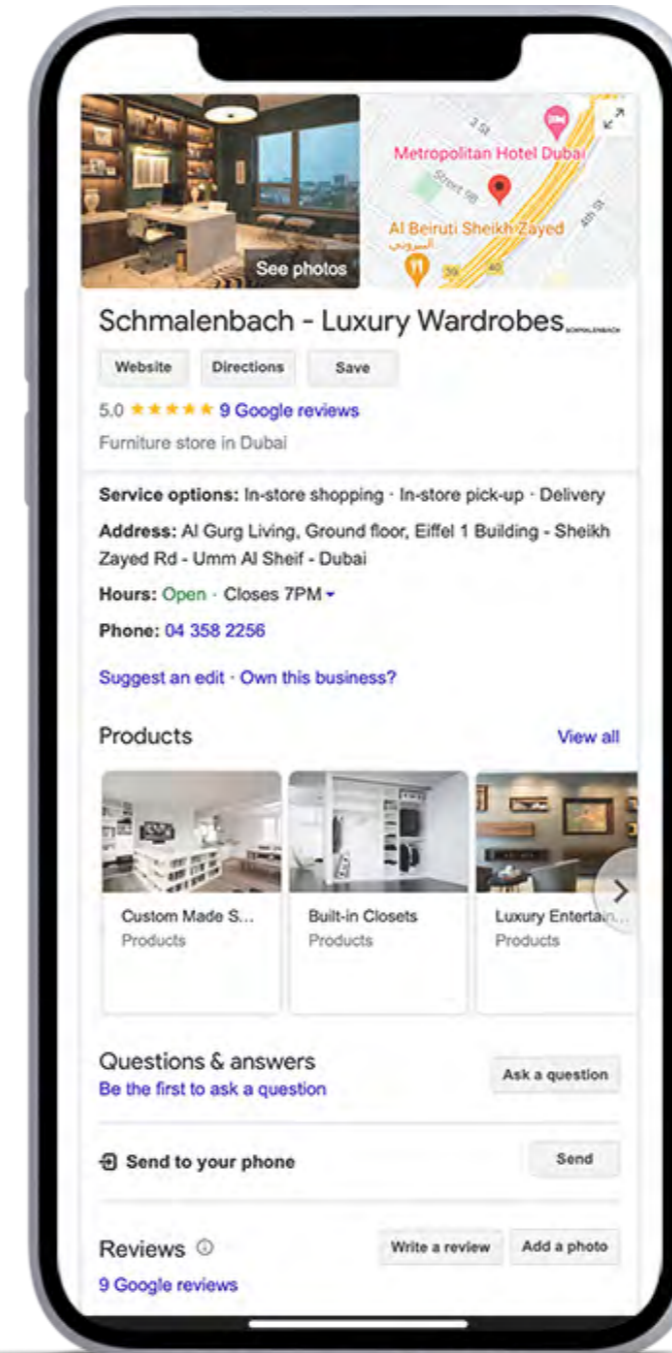 3 St
Metropolitan Hotel Dubai
Street 9B
Al Beiruti Sheikh Zayed
البيروتي
4th St
39
40
See photos
Schmalenbach - Luxury Wardrobes
SCHMALENBACH
Website
Directions
Save
5.0 ★★★★★ 9 Google reviews
Furniture store in Dubai
Service options: In-store shopping · In-store pick-up · Delivery
Address: Al Gurg Living, Ground floor, Eiffel 1 Building - Sheikh
Zayed Rd - Umm Al Sheif - Dubai
Hours: Open · Closes 7PM
Phone: 04 358 2256
Suggest an edit · Own this business?
Products
View all
Custom Made S...
Products
Built-in Closets
Products
Luxury Entertain...
Products
Questions & answers
Be the first to ask a question
Ask a question
Send to your phone
Send
Reviews
Write a review
Add a photo
9 Google reviews